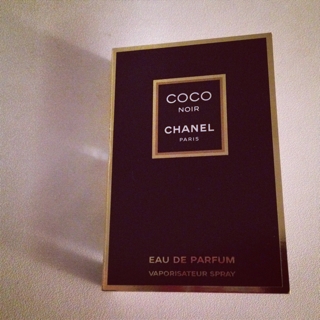 COCO
NOIR
CHANEL
PARIS
EAU DE PARFUM
VAPORISATEUR SPRAY